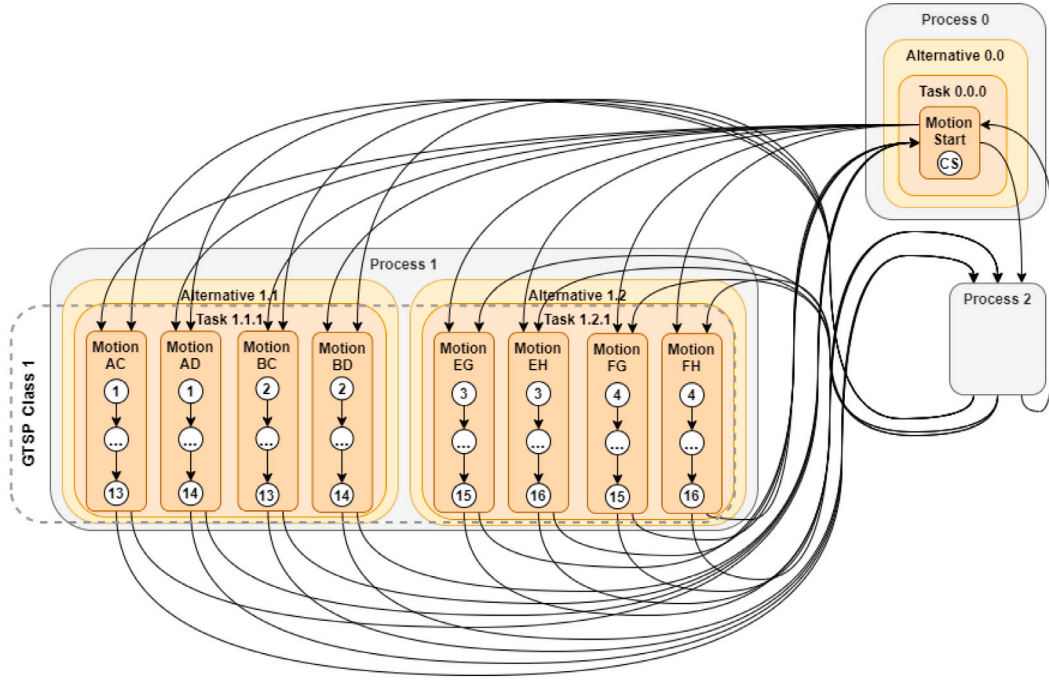 Process 0
Alternative 0.0
Task 0.0.0
Motion
Start
CS
Process 2
Process 1
Alternative 1.1
Alternative 1.2
Task 1.1.1
Task 1.2.1
GTSP Class 1
Motion
AC
1
...
13
Motion
AD
1
...
14
Motion
BC
2
...
13
Motion
BD
2
...
14
Motion
EG
3
...
15
Motion
EH
3
...
16
Motion
FG
4
...
15
Motion
FH
4
...
16